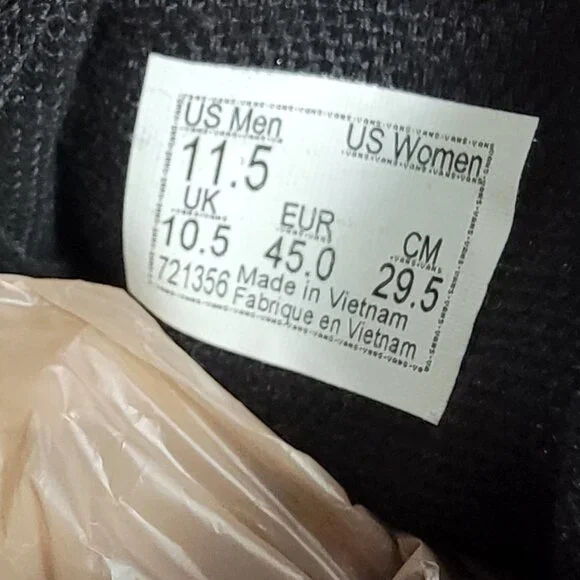 US Men US Women
11.5
UK EUR CM
10.5 45.0 29.5
721356 Made in Vietnam
Fabrique en Vietnam